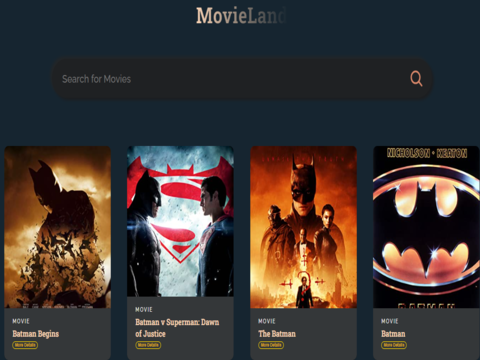 MovieLand
Search for Movies
NICHOLSON • KEATON
BATMAN
MOVIE
Batman Begins
More Details
MOVIE
Batman v Superman: Dawn
of Justice
More Details
MOVIE
The Batman
More Details
MOVIE
Batman
More Details